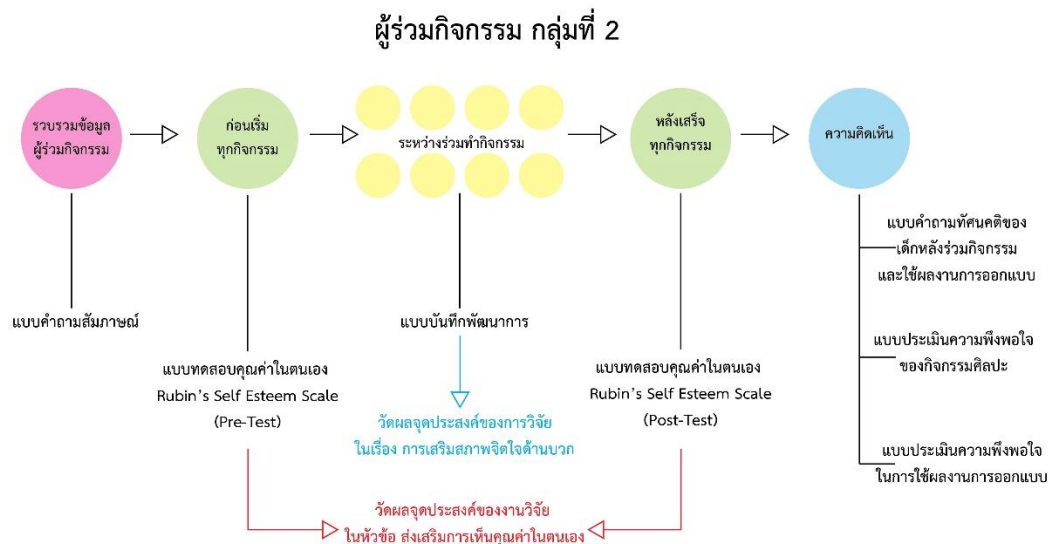 ผู้ร่วมกิจกรรม กลุ่มที่ 2
รวบรวมข้อมูล
ผู้ร่วมกิจกรรม
ก่อนเริ่ม
ทุกกิจกรรม
ระหว่างร่วมทำกิจกรรม
หลังเสร็จ
ทุกกิจกรรม
ความคิดเห็น
แบบคำถามสัมภาษณ์
แบบทดสอบคุณค่าในตนเอง
Rubin's Self Esteem Scale
(Pre-Test)
แบบบันทึกพัฒนาการ
วัดผลจุดประสงค์ของการวิจัย
ในเรื่อง การเสริมสภาพจิตใจด้านบวก
แบบทดสอบคุณค่าในตนเอง
Rubin's Self Esteem Scale
(Post-Test)
แบบคำถามทัศนคติของ
เด็กหลังร่วมกิจกรรม
และใช้ผลงานการออกแบบ
แบบประเมินความพึงพอใจ
ของกิจกรรมศิลปะ
แบบประเมินความพึงพอใจ
ในการใช้ผลงานการออกแบบ
วัดผลจุดประสงค์ของงานวิจัย
ในหัวข้อ ส่งเสริมการเห็นคุณค่าในตนเอง